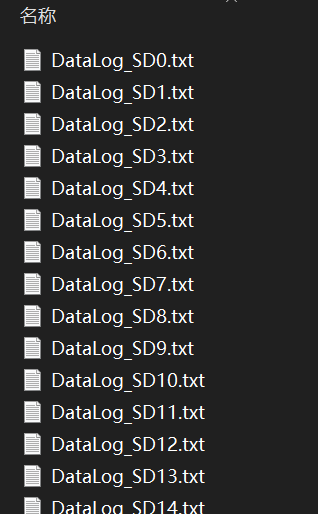 名称
DataLog_SD0.txt
DataLog_SD1.txt
DataLog_SD2.txt
DataLog_SD3.txt
DataLog_SD4.txt
DataLog_SD5.txt
DataLog_SD6.txt
DataLog_SD7.txt
DataLog_SD8.txt
DataLog_SD9.txt
DataLog_SD10.txt
DataLog_SD11.txt
DataLog_SD12.txt
DataLog_SD13.txt
DataLog_SD14.txt